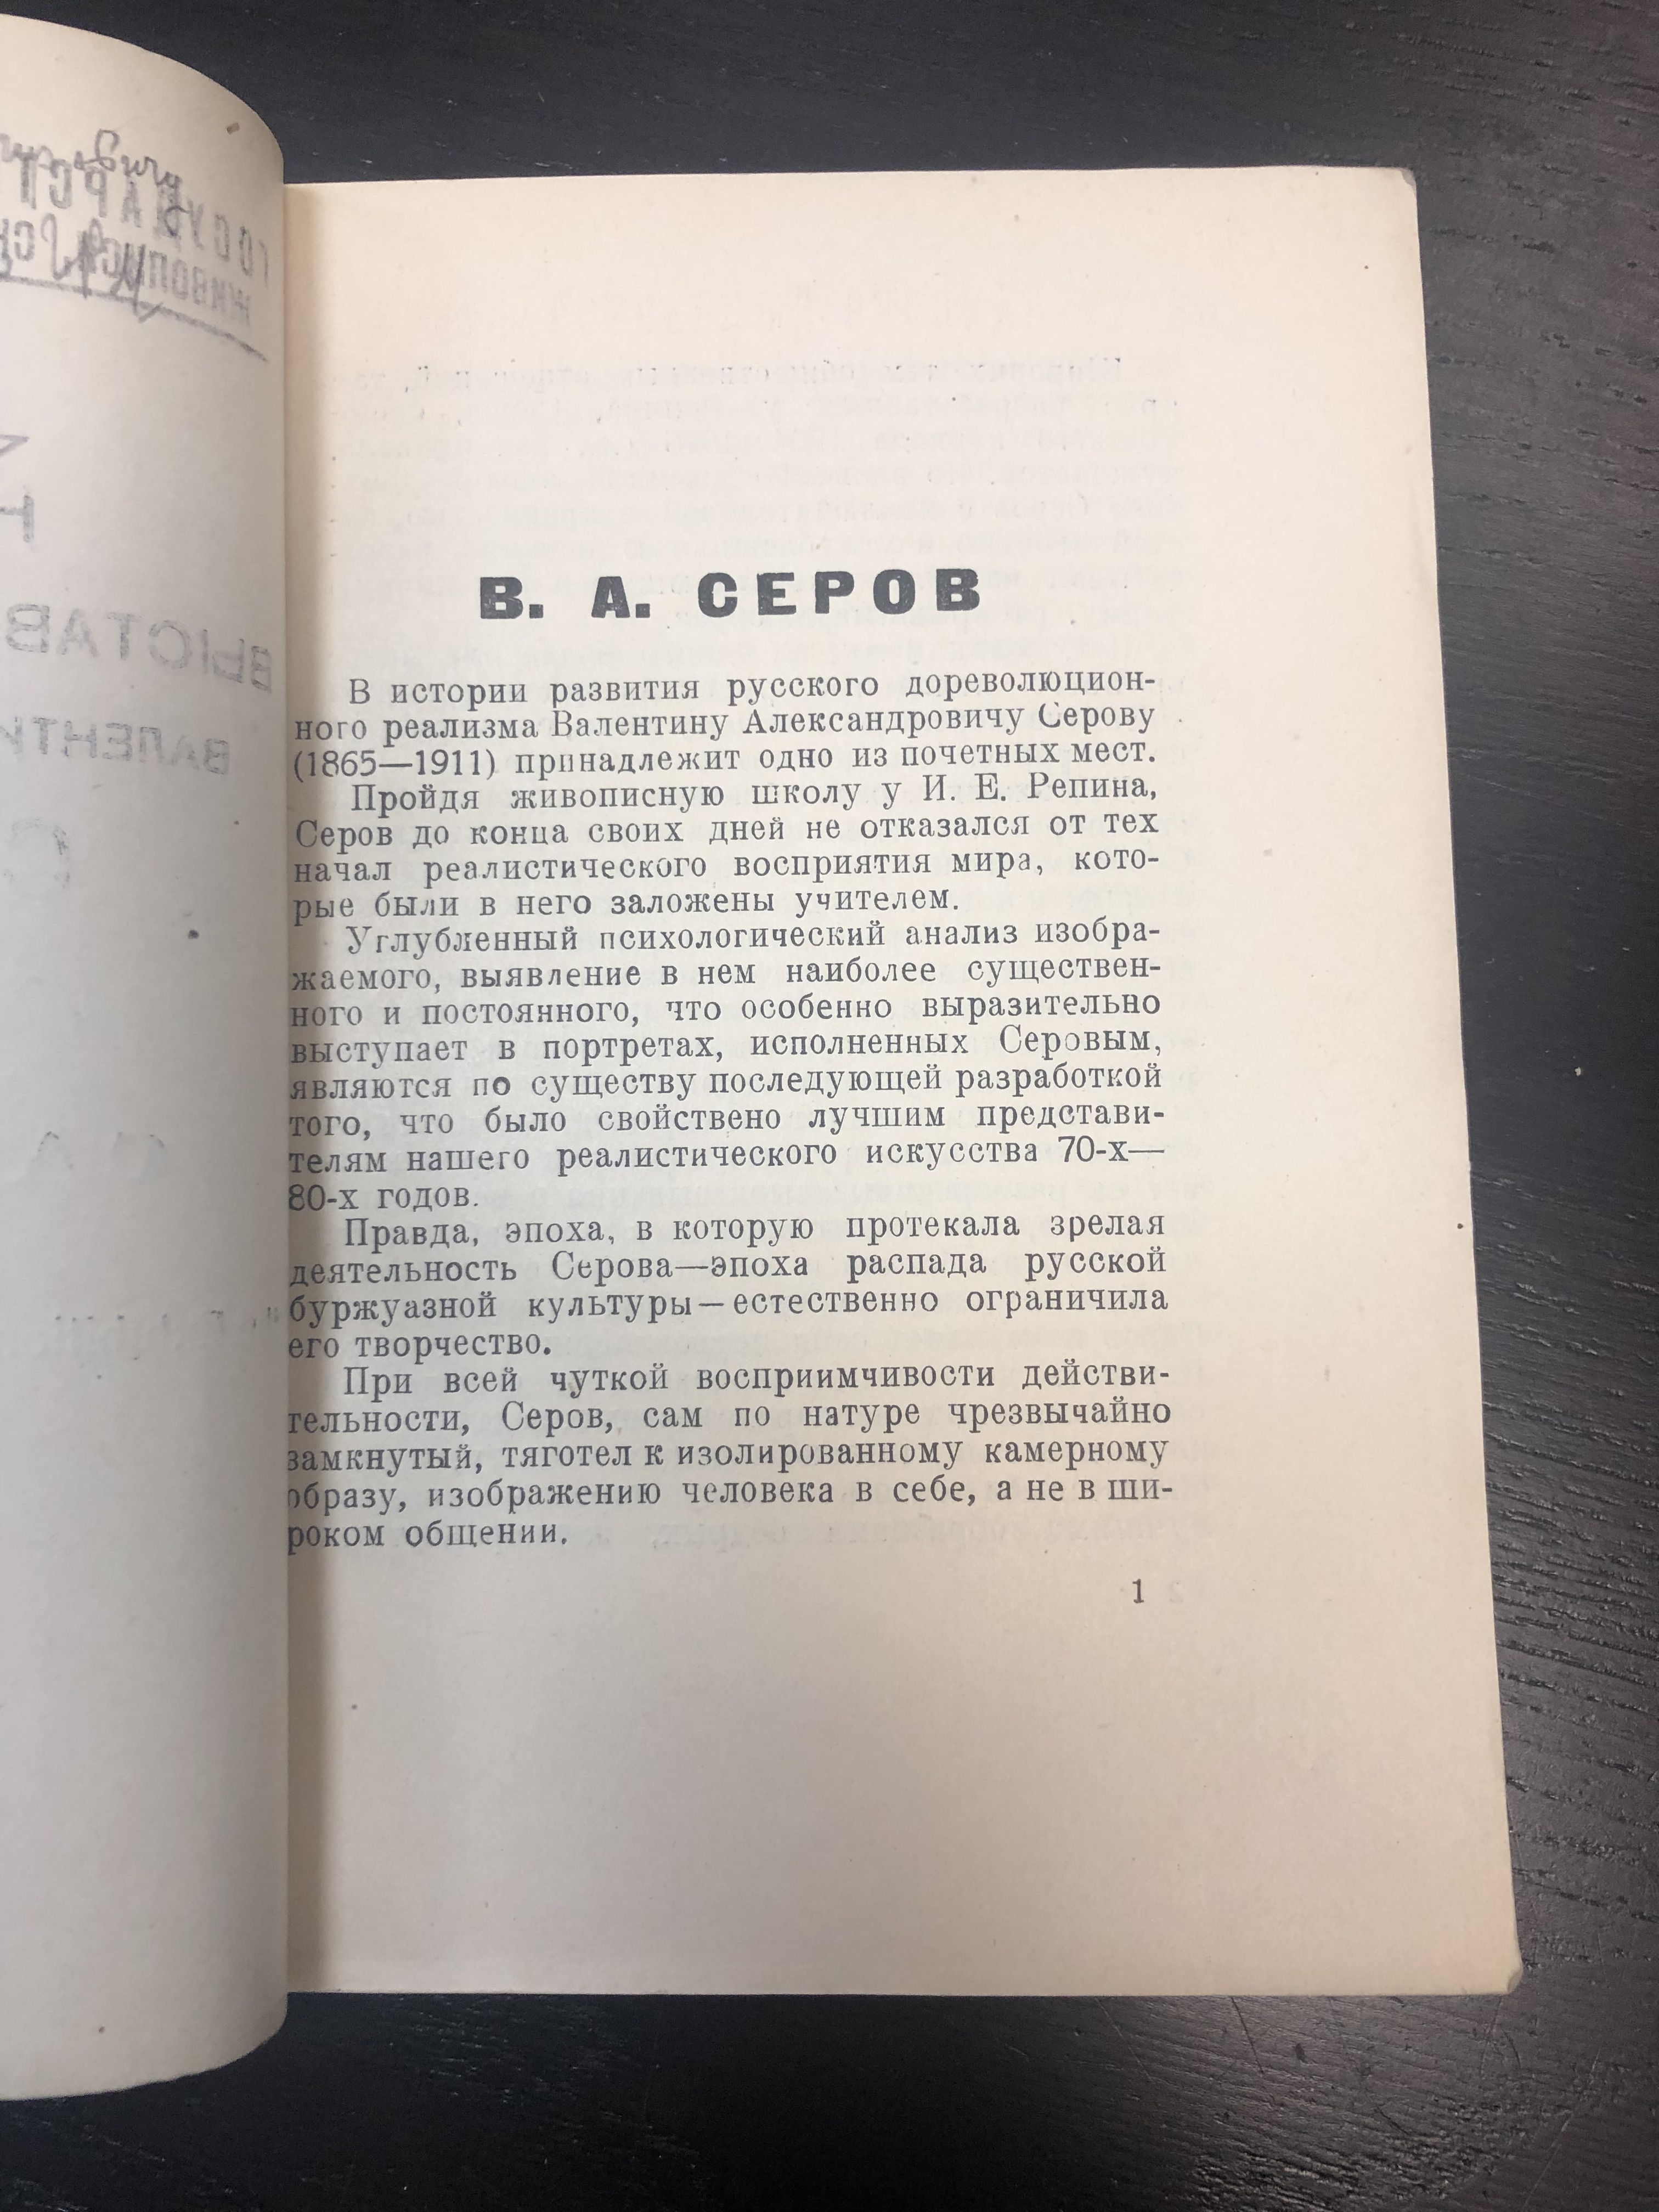 В. А. СЕРОВ
В истории развития русского дореволюцион-
ного реализма Валентину Александровичу Серову
(1865—1911) принадлежит одно из почетных мест.
Пройдя живописную школу у И. Е. Репина,
Серов до конца своих дней не отказался от тех
начал реалистического восприятия мира, кото-
рые были в него заложены учителем.
Углубленный психологический анализ изобра-
жаемого, выявление в нем наиболее существен-
ного и постоянного, что особенно выразительно
выступает в портретах, исполненных Серовым,
являются по существу последующей разработкой
того, что было свойствено лучшим представи-
телям нашего реалистического искусства 70-х—
80-х годов.
Правда, эпоха, в которую протекала зрелая
деятельность Серова—эпоха распада русской
буржуазной культуры—естественно ограничила
его творчество.
При всей чуткой восприимчивости действи-
тельности, Серов, сам по натуре чрезвычайно
замкнутый, тяготел к изолированному камерному
образу, изображению человека в себе, а не в ши-
роком общении.
1